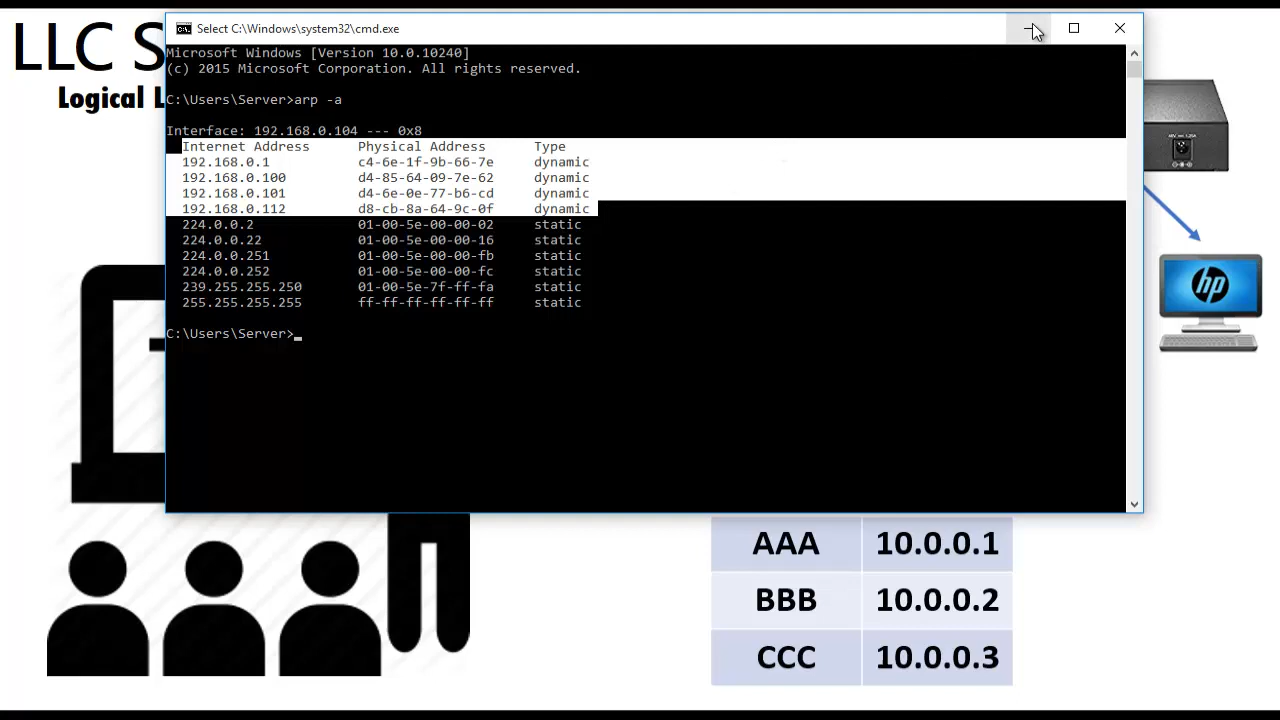 LLC S
Logical L
Select C:\Windows\system32\cmd.exe
Microsoft Windows [Version 10.0.10240]
(c) 2015 Microsoft Corporation. All rights reserved.
C:\Users\Server>arp -a
Interface: 192.168.0.104 --- 0x8
Internet Address Physical Address Type
192.168.0.1 c4-6e-1f-9b-66-7e dynamic
192.168.0.100 d4-85-64-09-7e-62 dynamic
192.168.0.101 d4-6e-0e-77-b6-cd dynamic
192.168.0.112 d8-cb-8a-64-9c-0f dynamic
224.0.0.2 01-00-5e-00-00-02 static
224.0.0.22 01-00-5e-00-00-16 static
224.0.0.251 01-00-5e-00-00-fb static
224.0.0.252 01-00-5e-00-00-fc static
239.255.255.250 01-00-5e-7f-ff-fa static
255.255.255.255 ff-ff-ff-ff-ff-ff static
C:\Users\Server>
hp
AAA 10.0.0.1
BBB 10.0.0.2
CCC 10.0.0.3